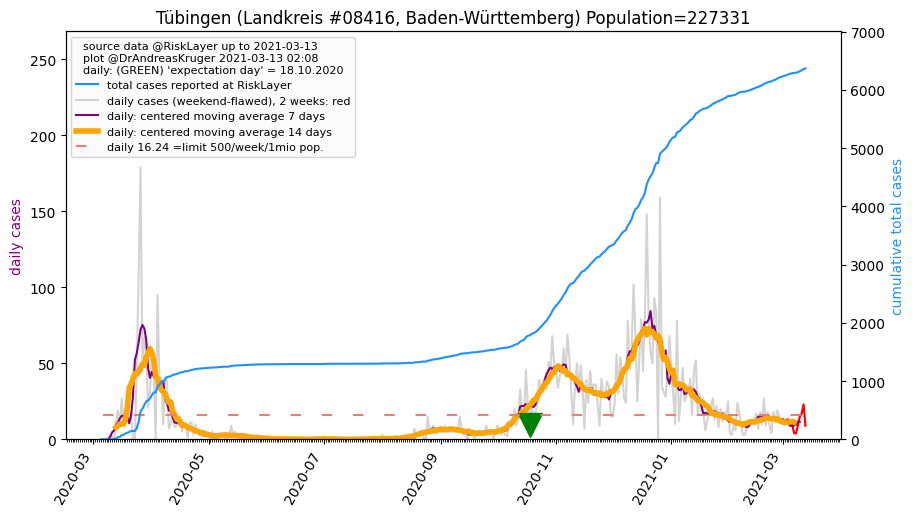 Tübingen (Landkreis #08416, Baden-Württemberg) Population=227331
source data @RiskLayer up to 2021-03-13
plot @DrAndreasKruger 2021-03-13 02:08
daily: (GREEN) 'expectation day' = 18.10.2020
total cases reported at RiskLayer
daily cases (weekend-flawed), 2 weeks: red
daily: centered moving average 7 days
daily: centered moving average 14 days
daily 16.24 =limit 500/week/1mio pop.
daily cases
250
200
150
100
50
0
cumulative total cases
7000
6000
5000
4000
3000
2000
1000
0
2020-03
2020-05
2020-07
2020-09
2020-11
2021-01
2021-03